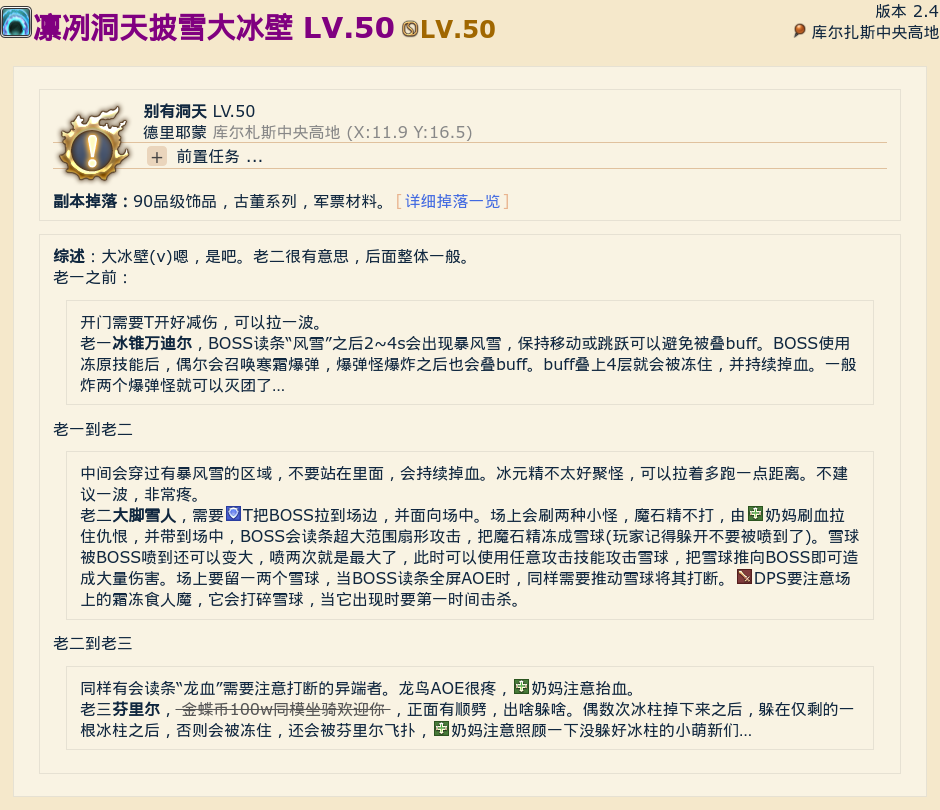 凛冽洞天披雪大冰壁 LV.50 LV.50
版本 2.4
库尔扎斯中央高地
别有洞天 LV.50
德里耶蒙 库尔札斯中央高地 (X:11.9 Y:16.5)
+ 前置任务 ...
副本掉落：90品级饰品，古董系列，军票材料。 [ 详细掉落一览 ]
综述：大冰壁(v)嗯，是吧。老二很有意思，后面整体一般。
老一之前：
开门需要T开好减伤，可以拉一波。
老一冰锥万迪尔，BOSS读条“风雪”之后2~4s会出现暴风雪，保持移动或跳跃可以避免被叠buff。BOSS使用
冻原技能后，偶尔会召唤寒霜爆弹，爆弹怪爆炸之后也会叠buff。buff叠上4层就会被冻住，并持续掉血。一般
炸两个爆弹怪就可以灭团了...
老一到老二
中间会穿过有暴风雪的区域，不要站在里面，会持续掉血。冰元精不太好聚怪，可以拉着多跑一点距离。不建
议一波，非常疼。
老二大脚雪人，需要T把BOSS拉到场边，并面向场中。场上会刷两种小怪，魔石精不打，由奶妈刷血拉
住仇恨，并带到场中，BOSS会读条超大范围扇形攻击，把魔石精冻成雪球(玩家记得躲开不要被喷到了)。雪球
被BOSS喷到还可以变大，喷两次就是最大了，此时可以使用任意攻击技能攻击雪球，把雪球推向BOSS即可造
成大量伤害。场上要留一两个雪球，当BOSS读条全屏AOE时，同样需要推动雪球将其打断。DPS要注意场
上的霜冻食人魔，它会打碎雪球，当它出现时要第一时间击杀。
老二到老三
同样有会读条“龙血”需要注意打断的异端者。龙鸟AOE很疼，奶妈注意抬血。
老三芬里尔，金蝶币100w同模坐骑欢迎你，正面有顺劈，出啥躲啥。偶数次冰柱掉下来之后，躲在仅剩的一
根冰柱之后，否则会被冻住，还会被芬里尔飞扑，奶妈注意照顾一下没躲好冰柱的小萌新们...